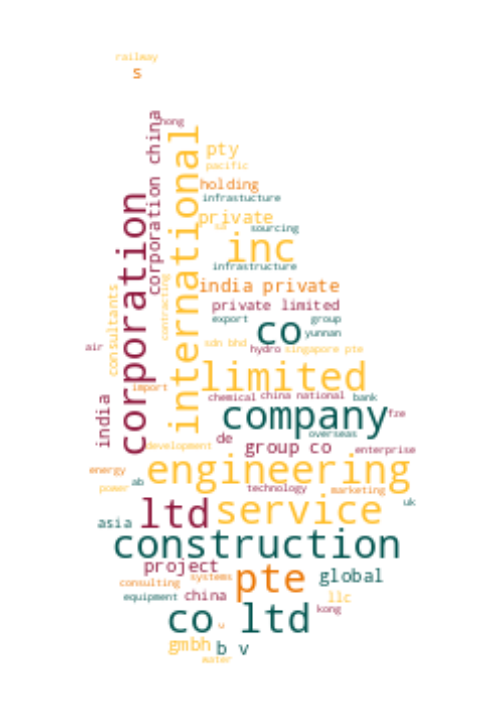 railway
s
hong
corporation china
international
pty
pacific
holding
infrastucture
private
sourcing
inc
infrastructure
corporation
india private
contracting
consultants
private limited
export
group
co
yunnan
air
sdn bhd
hydro
singapore pte
limited
import
chemical
china national
bank
india
company
fze
overseas
de
group co
development
enterprise
engineering
energy
ab
power
technology
marketing
uk
ltd
service
asia
construction
project
pte
global
consulting
systems
equipment
china
llc
kong
co ltd
gmbh
b v
water